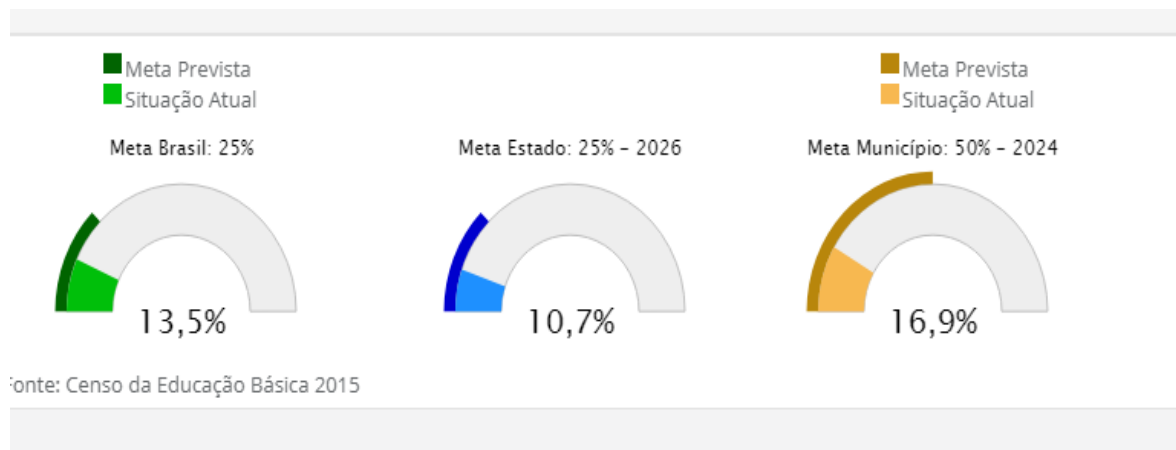 Meta Prevista
Situação Atual
Meta Prevista
Situação Atual
Meta Brasil: 25%
Meta Estado: 25% – 2026
Meta Município: 50% – 2024
13,5%
10,7%
16,9%
Fonte: Censo da Educação Básica 2015